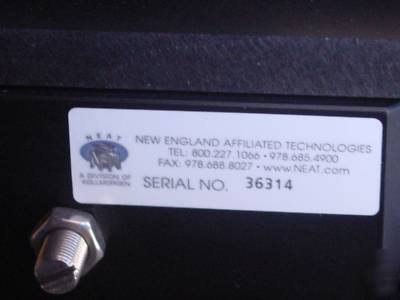 NEAT
A DIVISION OF
KOLLMORGEN
NEW ENGLAND AFFILIATED TECHNOLOGIES
TEL: 800.227.1066 • 978.685.4900
FAX: 978.688.8027 • www.NEAT.com
SERIAL NO. 36314